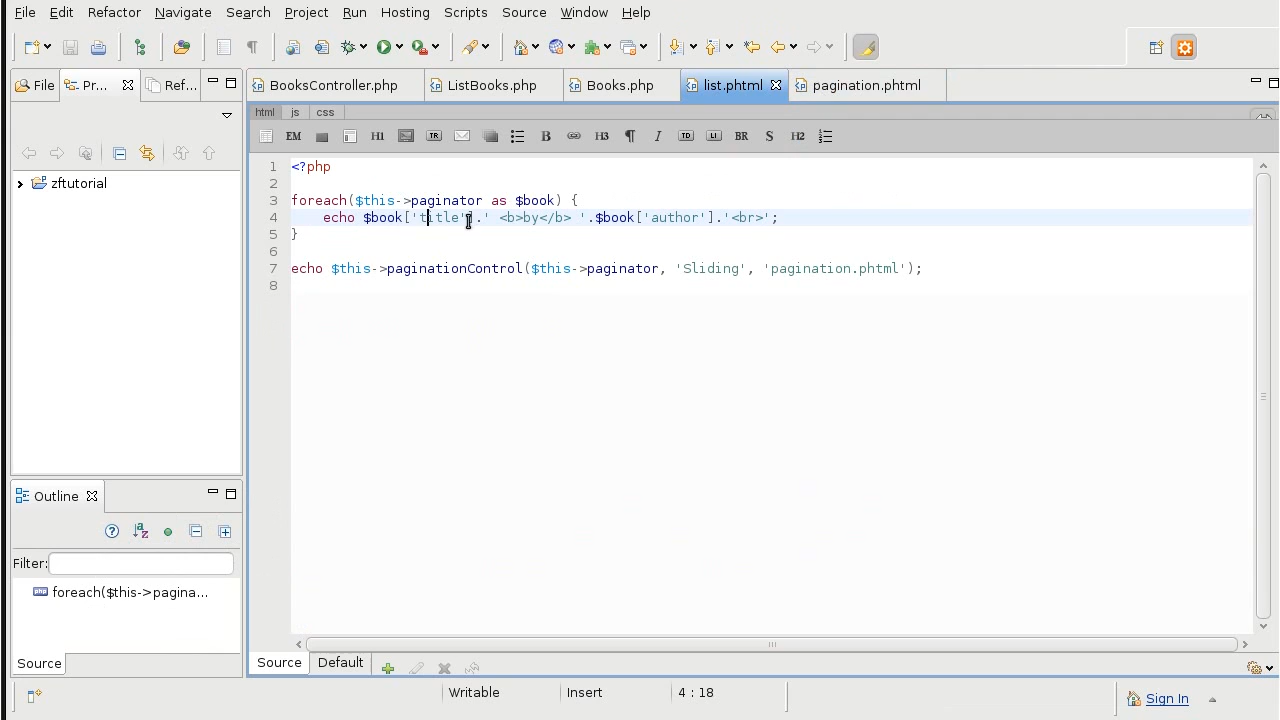 File Edit Refactor Navigate Search Project Run Hosting Scripts Source Window Help
File Pr... Ref...
BooksController.php ListBooks.php Books.php list.phtml pagination.phtml
html js css
EM H1 TR B H3 ¶ I TD LI BR S H2
zftutorial
1 <?php
2
3 foreach($this->paginator as $book) {
4 echo $book['title'].' <b>by</b> '.$book['author'].'<br>';
5 }
6
7 echo $this->paginationControl($this->paginator, 'Sliding', 'pagination.phtml');
8
Outline
Filter:
foreach($this->pagina...
Source
Source Default
Writable Insert 4 : 18 Sign In